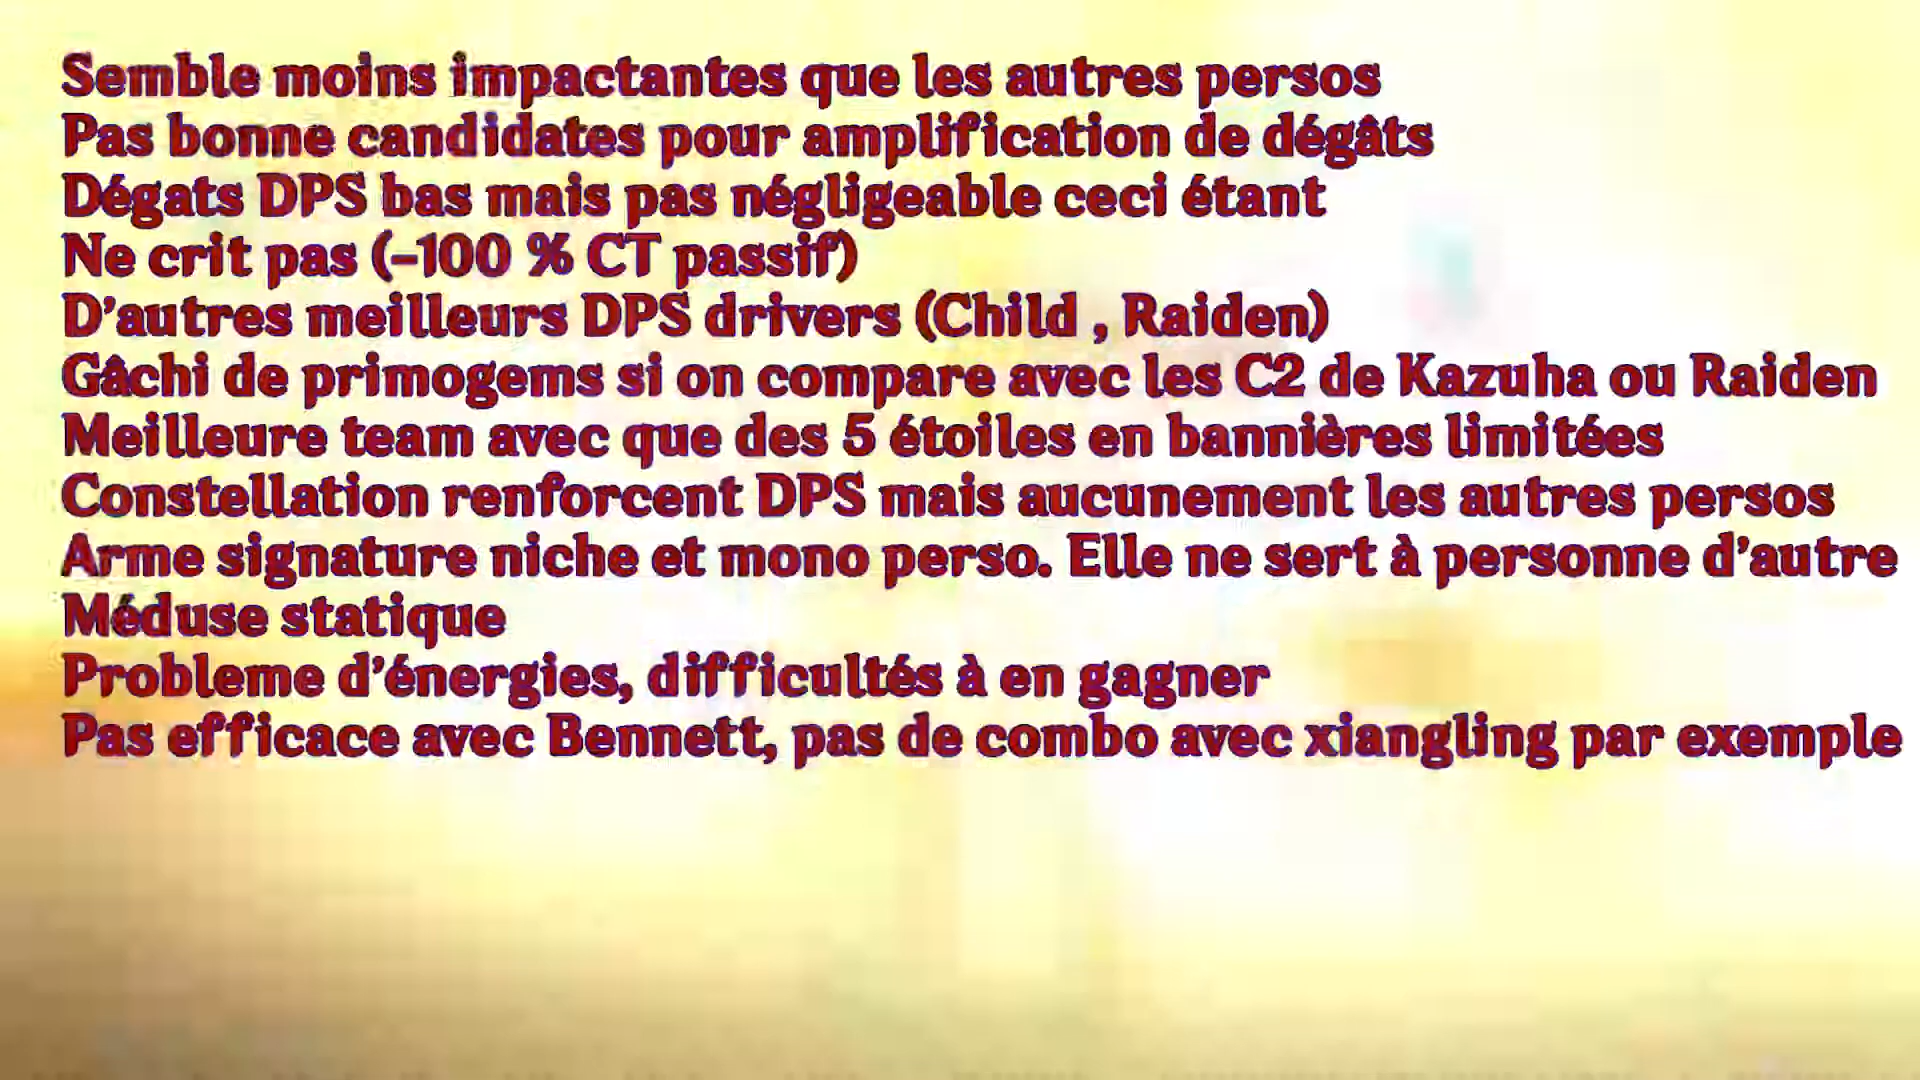 Semble moins impactantes que les autres persos
Pas bonne candidates pour amplification de dégâts
Dégats DPS bas mais pas négligeable ceci étant
Ne crit pas (-100 % CT passif)
D'autres meilleurs DPS drivers (Child , Raiden)
Gâchi de primogems si on compare avec les C2 de Kazuha ou Raiden
Meilleure team avec que des 5 étoiles en bannières limitées
Constellation renforcent DPS mais aucunement les autres persos
Arme signature niche et mono perso. Elle ne sert à personne d'autre
Méduse statique
Probleme d'énergies, difficultés à en gagner
Pas efficace avec Bennett, pas de combo avec xiangling par exemple